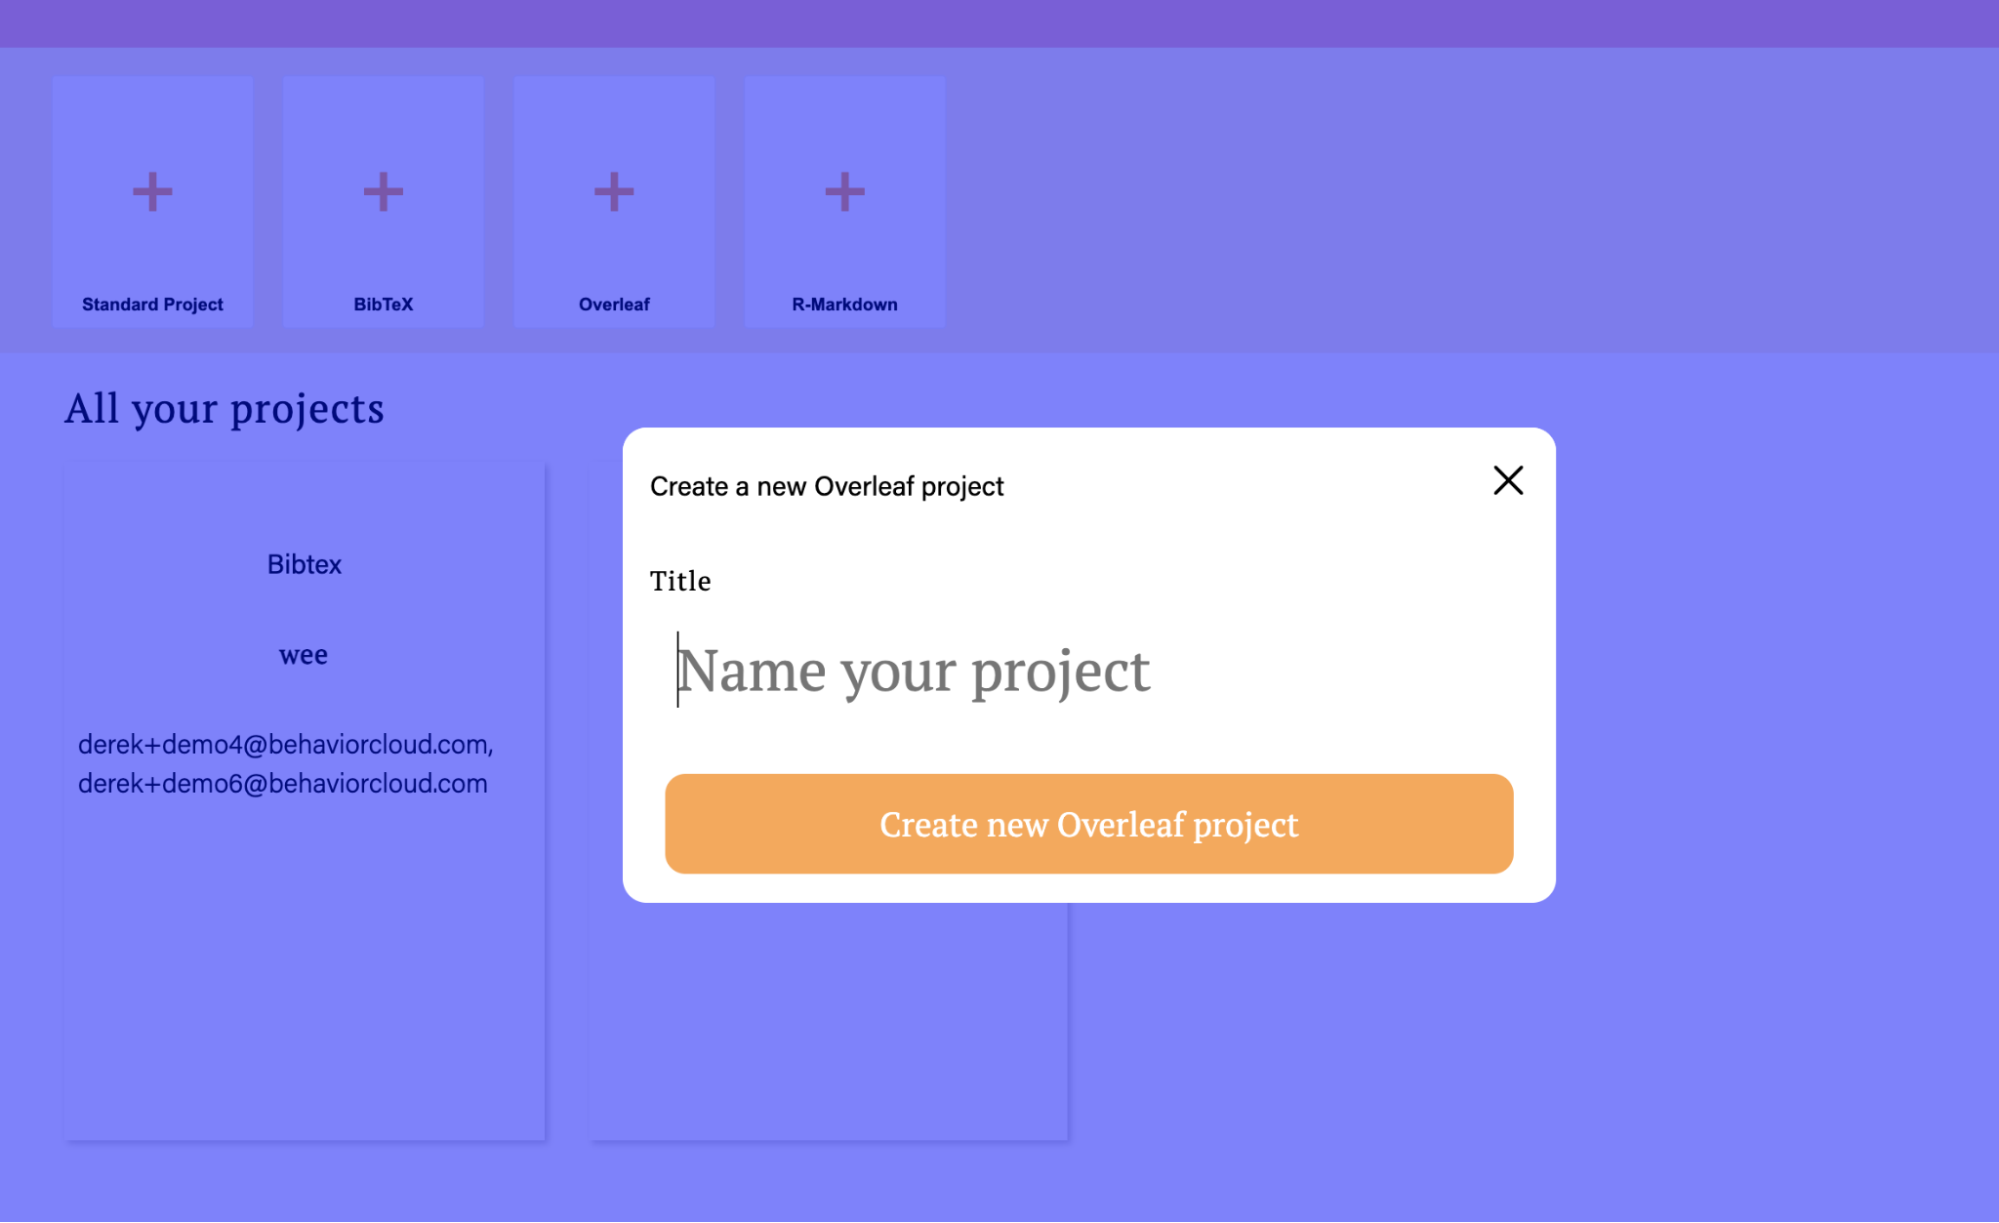 Standard Project
BibTeX
Overleaf
R-Markdown
All your projects
Bibtex
wee
derek+demo4@behaviorcloud.com,
derek+demo6@behaviorcloud.com
Create a new Overleaf project
Title
Name your project
Create new Overleaf project